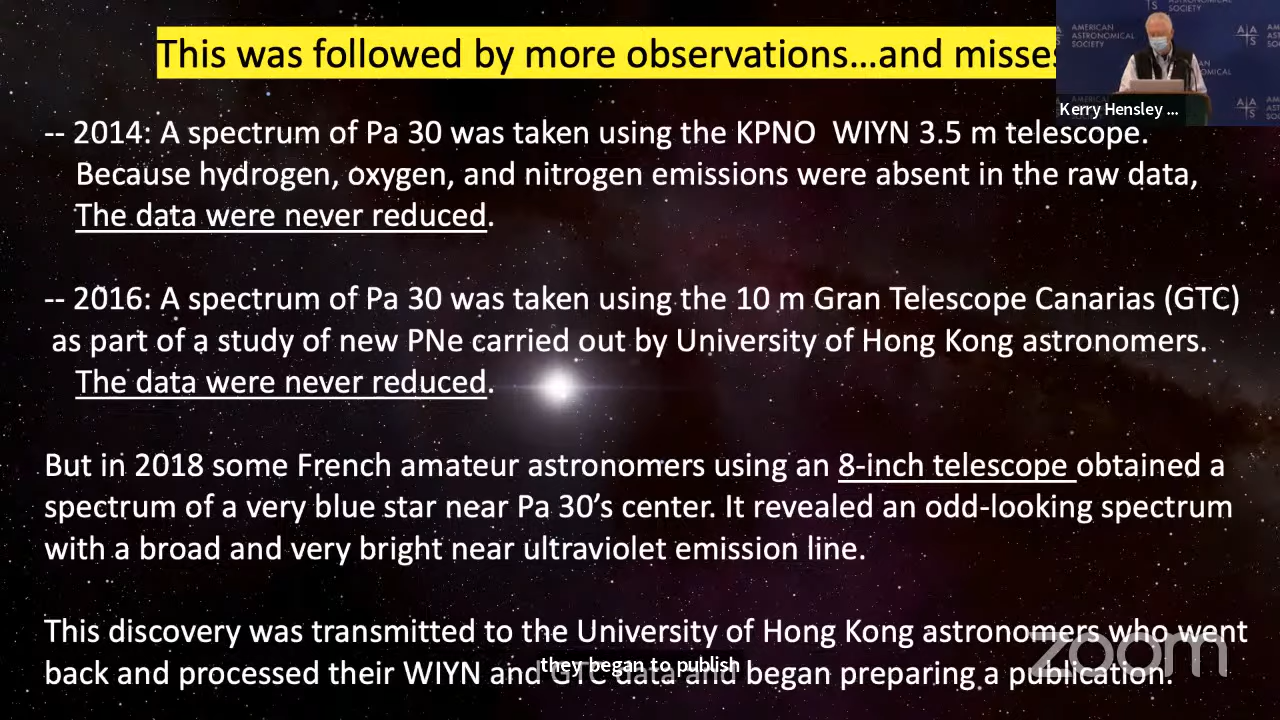 This was followed by more observations…and misses
AMERICAN
ASTRONOMICAL
SOCIETY
Kerry Hensley ...
-- 2014: A spectrum of Pa 30 was taken using the KPNO WIYN 3.5 m telescope.
Because hydrogen, oxygen, and nitrogen emissions were absent in the raw data,
The data were never reduced.
-- 2016: A spectrum of Pa 30 was taken using the 10 m Gran Telescope Canarias (GTC)
as part of a study of new PNe carried out by University of Hong Kong astronomers.
The data were never reduced.
But in 2018 some French amateur astronomers using an 8-inch telescope obtained a
spectrum of a very blue star near Pa 30’s center. It revealed an odd-looking spectrum
with a broad and very bright near ultraviolet emission line.
This discovery was transmitted to the University of Hong Kong astronomers who went
back and processed their WIYN and GTC data and began preparing a publication.
they began to publish
zoom